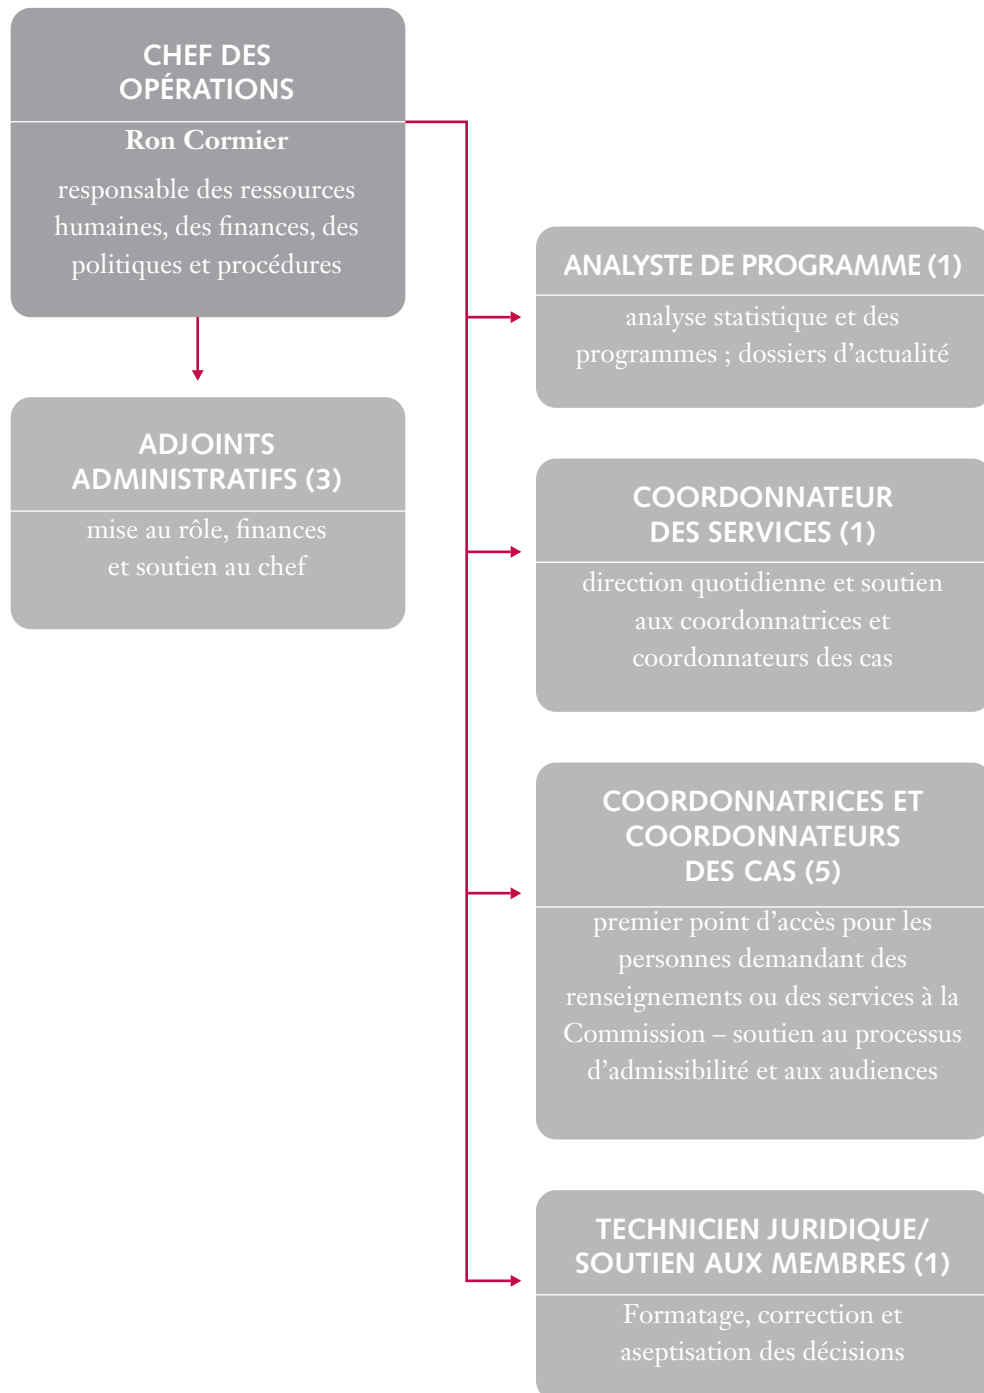 CHEF DES
OPÉRATIONS
Ron Cormier
responsable des ressources
humaines, des finances, des
politiques et procédures
ADJOINTS
ADMINISTRATIFS (3)
mise au rôle, finances
et soutien au chef
ANALYSTE DE PROGRAMME (1)
analyse statistique et des
programmes ; dossiers d’actualité
COORDONNATEUR
DES SERVICES (1)
direction quotidienne et soutien
aux coordonnatrices et
coordonnateurs des cas
COORDONNATRICES ET
COORDONNATEURS
DES CAS (5)
premier point d’accès pour les
personnes demandant des
renseignements ou des services à la
Commission – soutien au processus
d’admissibilité et aux audiences
TECHNICIEN JURIDIQUE/
SOUTIEN AUX MEMBRES (1)
Formatage, correction et
aseptisation des décisions